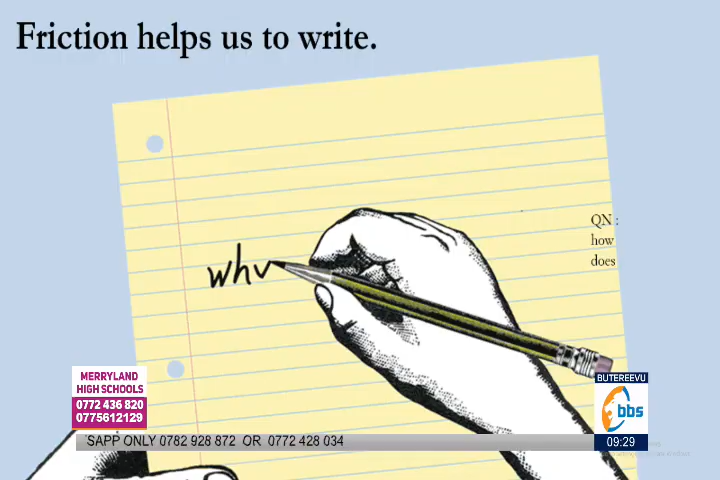 Friction helps us to write.
QN :
how
does
whv
MERRYLAND
HIGH SCHOOLS
0772 436 820
0775612129
BUTEREEVU
bbs
09:29
SAPP ONLY 0782 928 872 OR 0772 428 034